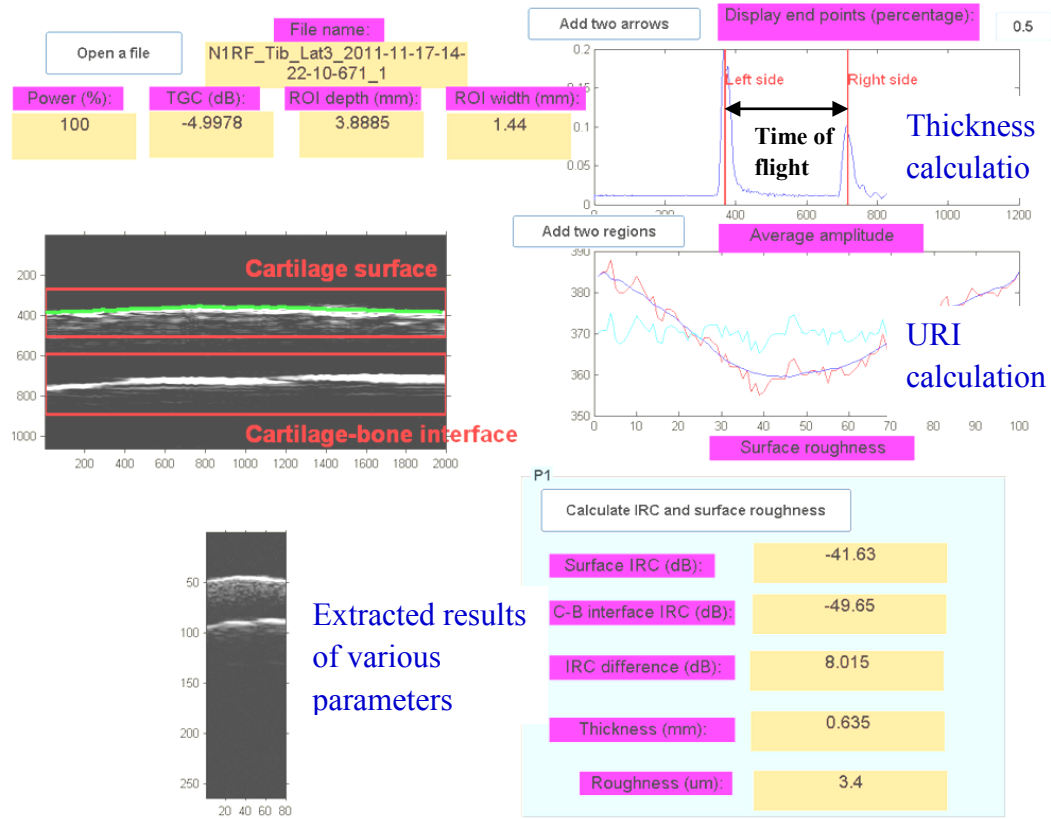 Open a file
File name:
N1RF_Tib_Lat3_2011-11-17-14-
22-10-671_1
Power (%):
TGC (dB):
ROI depth (mm):
ROI width (mm):
100
-4.9978
3.8885
1.44
Add two arrows
Display end points (percentage):
0.5
0.2
0.15
0.1
0.05
0
Left side
Right side
Time of
flight
0
200
400
600
800
1000
1200
Thickness
calculatio
Add two regions
Average amplitude
390
380
370
360
350
0
10
20
30
40
50
60
70
80
90
100
URI
calculation
Surface roughness
Cartilage surface
Cartilage-bone interface
200
400
600
800
1000
200
400
600
800
1000
1200
1400
1600
1800
2000
50
100
150
200
250
20
40
60
80
Extracted results
of various
parameters
P1
Calculate IRC and surface roughness
Surface IRC (dB):
-41.63
C-B interface IRC (dB):
-49.65
IRC difference (dB):
8.015
Thickness (mm):
0.635
Roughness (um):
3.4